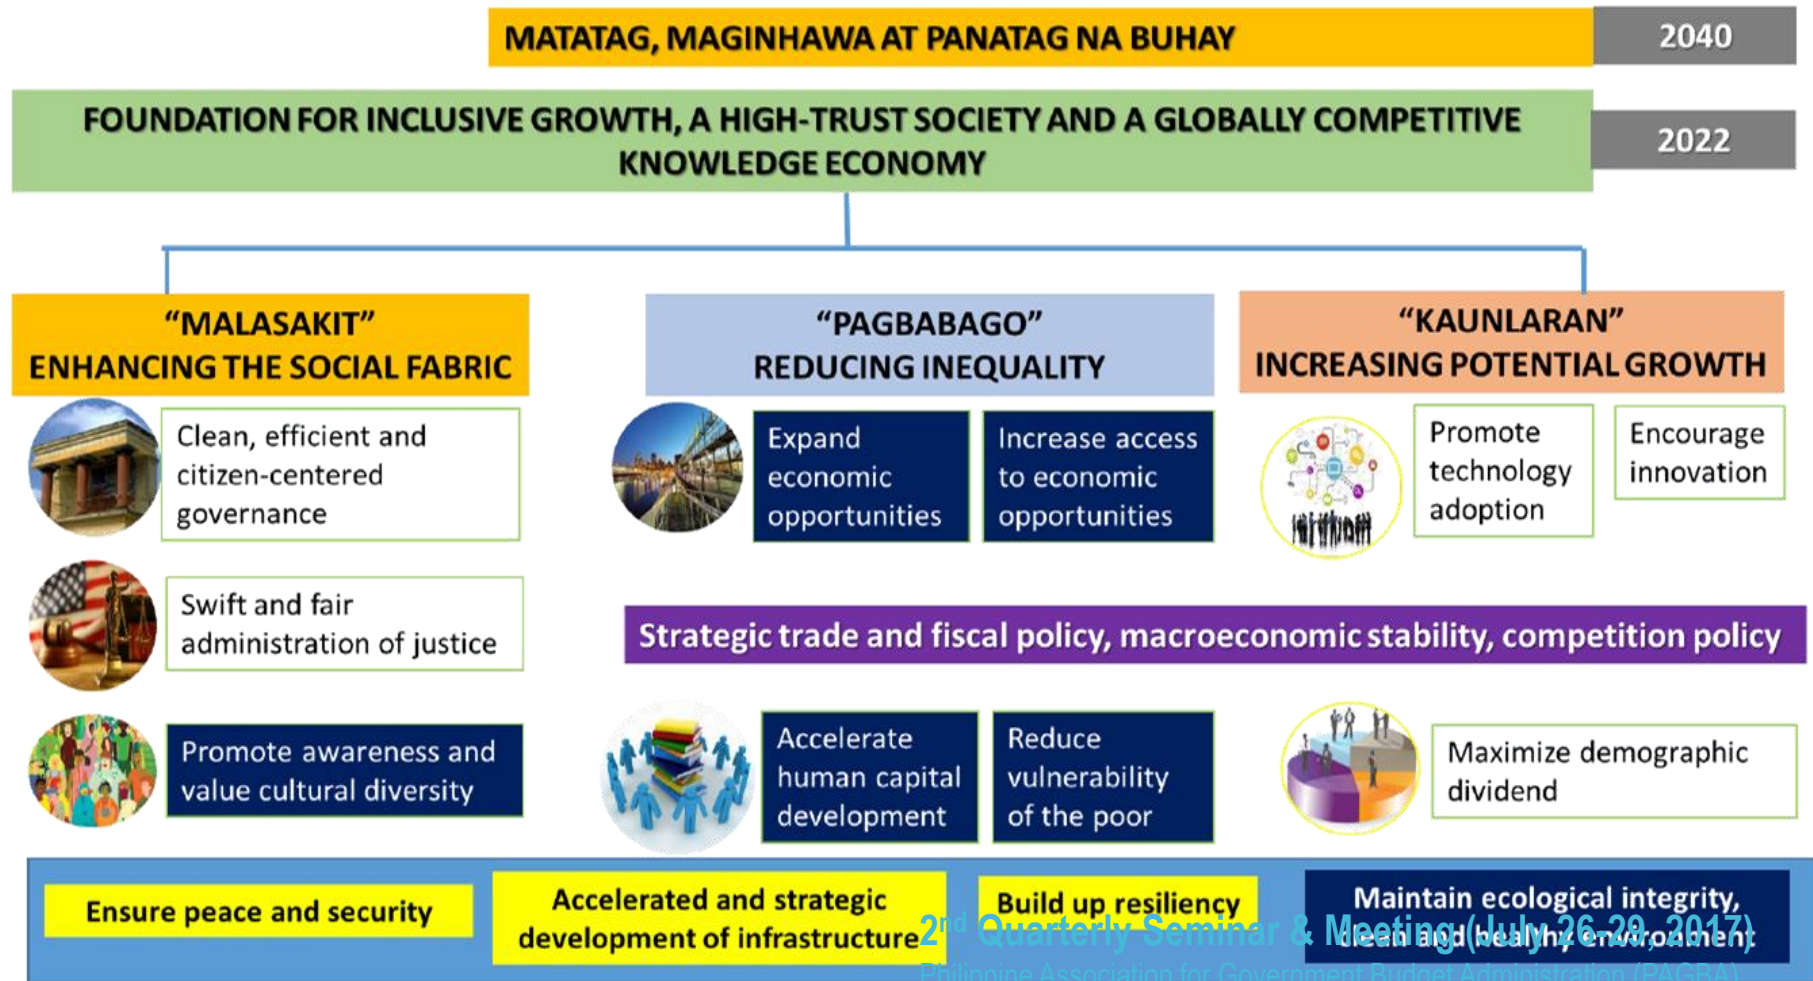 MATATAG, MAGINHAWA AT PANATAG NA BUHAY
2040
FOUNDATION FOR INCLUSIVE GROWTH, A HIGH-TRUST SOCIETY AND A GLOBALLY COMPETITIVE
KNOWLEDGE ECONOMY
2022
“MALASAKIT”
ENHANCING THE SOCIAL FABRIC
Clean, efficient and
citizen-centered
governance
Swift and fair
administration of justice
Promote awareness and
value cultural diversity
“PAGBABAGO”
REDUCING INEQUALITY
Expand
economic
opportunities
Increase access
to economic
opportunities
“KAUNLARAN”
INCREASING POTENTIAL GROWTH
Promote
technology
adoption
Encourage
innovation
Strategic trade and fiscal policy, macroeconomic stability, competition policy
Accelerate
human capital
development
Reduce
vulnerability
of the poor
Maximize demographic
dividend
Ensure peace and security
Accelerated and strategic
development of infrastructure
Build up resiliency
Maintain ecological integrity,
clean and healthy environment
2nd Quarterly Seminar & Meeting (July 26-29, 2017)
Philippine Association for Government Budget Administration (PAGBA)